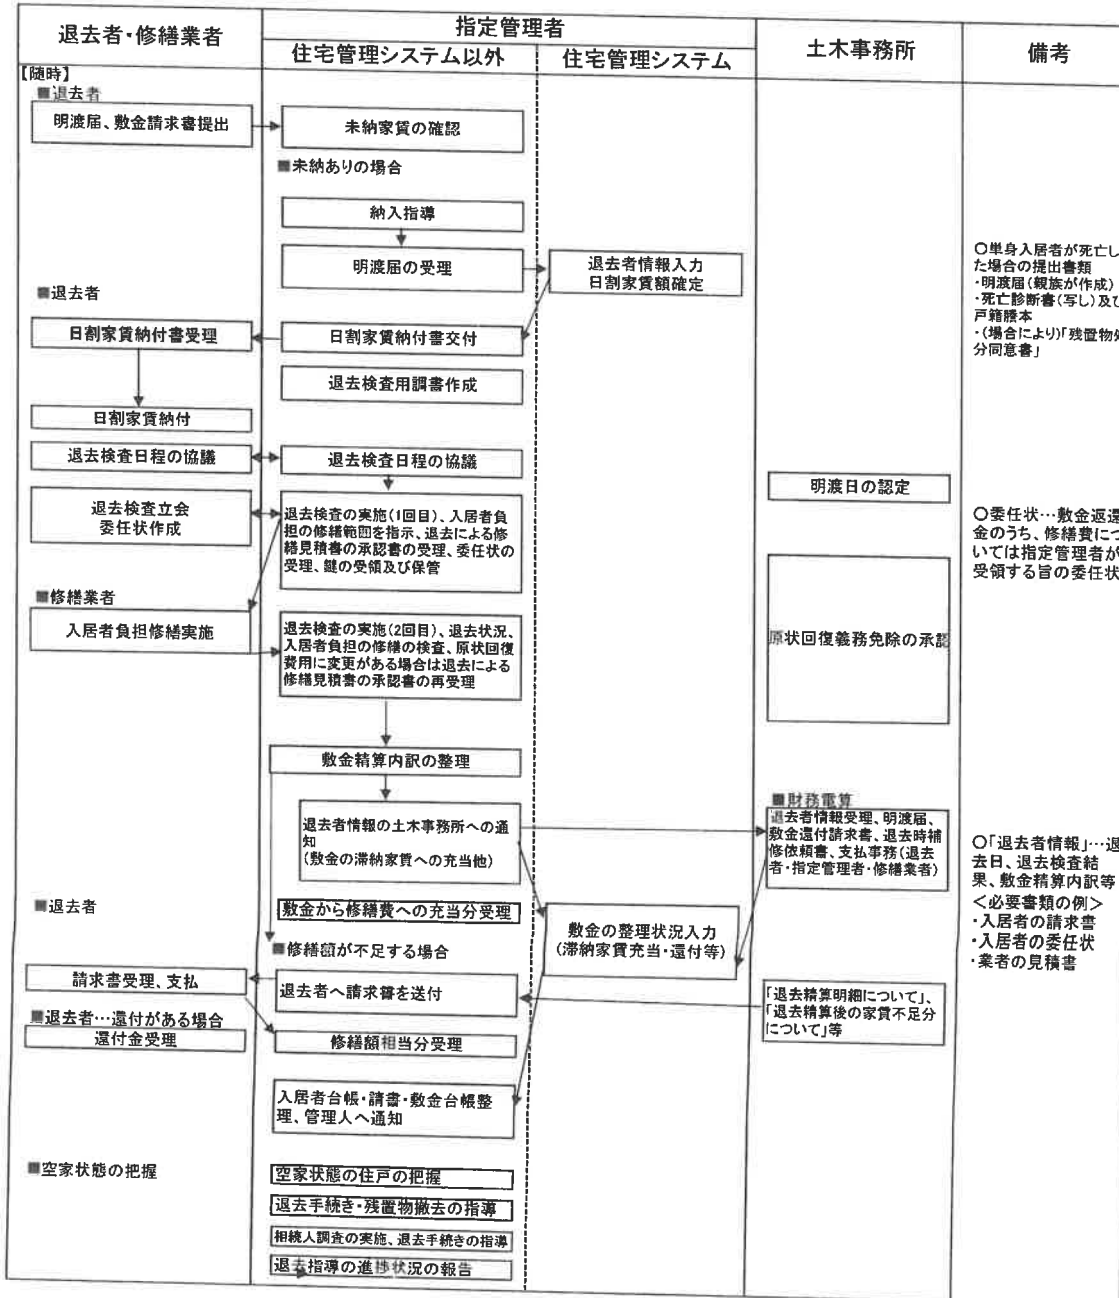 退去者・修繕業者
指定管理者
住宅管理システム以外
住宅管理システム
土木事務所
備考
【随時】
■退去者
明渡届、敷金請求書提出
未納家賃の確認
■未納ありの場合
納入指導
明渡届の受理
退去者情報入力
日割家賃額確定
○単身入居者が死亡し
た場合の提出書類
・明渡届(親族が作成)
・死亡診断書(写し)及び
戸籍謄本
・(場合により)「残置物処
分同意書」
■退去者
日割家賃納付書受理
日割家賃納付書交付
退去検査用調書作成
日割家賃納付
退去検査日程の協議
退去検査日程の協議
明渡日の認定
退去検査立会
委任状作成
退去検査の実施(1回目)、入居者負
担の修繕範囲を指示、退去による修
繕見積書の承認書の受理、委任状の
受理、鍵の受領及び保管
○委任状…敷金返還
金のうち、修繕費につ
いては指定管理者が
受領する旨の委任状
■修繕業者
入居者負担修繕実施
退去検査の実施(2回目)、退去状況、
入居者負担の修繕の検査、原状回復
費用に変更がある場合は退去による
修繕見積書の承認書の再受理
原状回復義務免除の承認
敷金精算内訳の整理
退去者情報の土木事務所への通
知
(敷金の滞納家賃への充当他)
■財務電算
退去者情報受理、明渡届、
敷金還付請求書、退去時補
修依頼書、支払事務(退去
者・指定管理者・修繕業者)
○「退去者情報」…退
去日、退去検査結
果、敷金精算内訳等
＜必要書類の例＞
・入居者の請求書
・入居者の委任状
・業者の見積書
■退去者
敷金から修繕費への充当分受理
敷金の整理状況入力
(滞納家賃充当・還付等)
■修繕額が不足する場合
請求書受理、支払
退去者へ請求書を送付
「退去精算明細について」、
「退去精算後の家賃不足分
について」等
■退去者…還付がある場合
還付金受理
修繕額相当分受理
入居者台帳・請書・敷金台帳整
理、管理人へ通知
■空家状態の把握
空家状態の住戸の把握
退去手続き・残置物撤去の指導
相続人調査の実施、退去手続きの指導
退去指導の進捗状況の報告